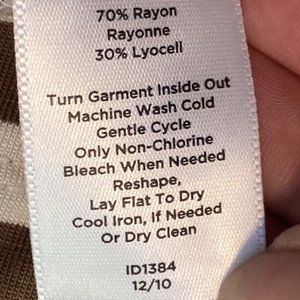 70% Rayon
Rayonne
30% Lyocell
Turn Garment Inside Out
Machine Wash Cold
Gentle Cycle
Only Non-Chlorine
Bleach When Needed
Reshape,
Lay Flat To Dry
Cool Iron, If Needed
Or Dry Clean
ID1384
12/10